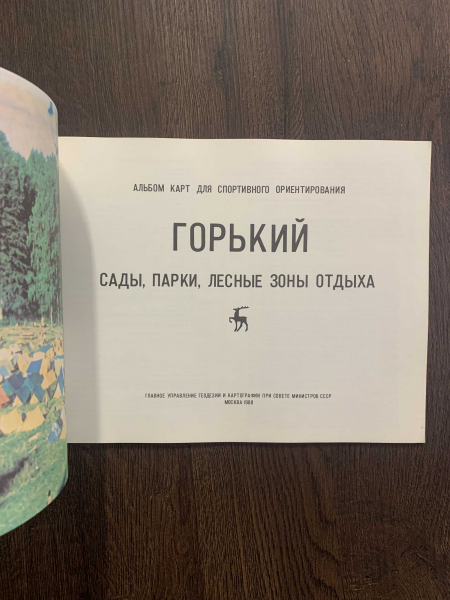 АЛЬБОМ КАРТ ДЛЯ СПОРТИВНОГО ОРИЕНТИРОВАНИЯ
ГОРЬКИЙ
САДЫ, ПАРКИ, ЛЕСНЫЕ ЗОНЫ ОТДЫХА
ГЛАВНОЕ УПРАВЛЕНИЕ ГЕОДЕЗИИ И КАРТОГРАФИИ ПРИ СОВЕТЕ МИНИСТРОВ СССР
МОСКВА